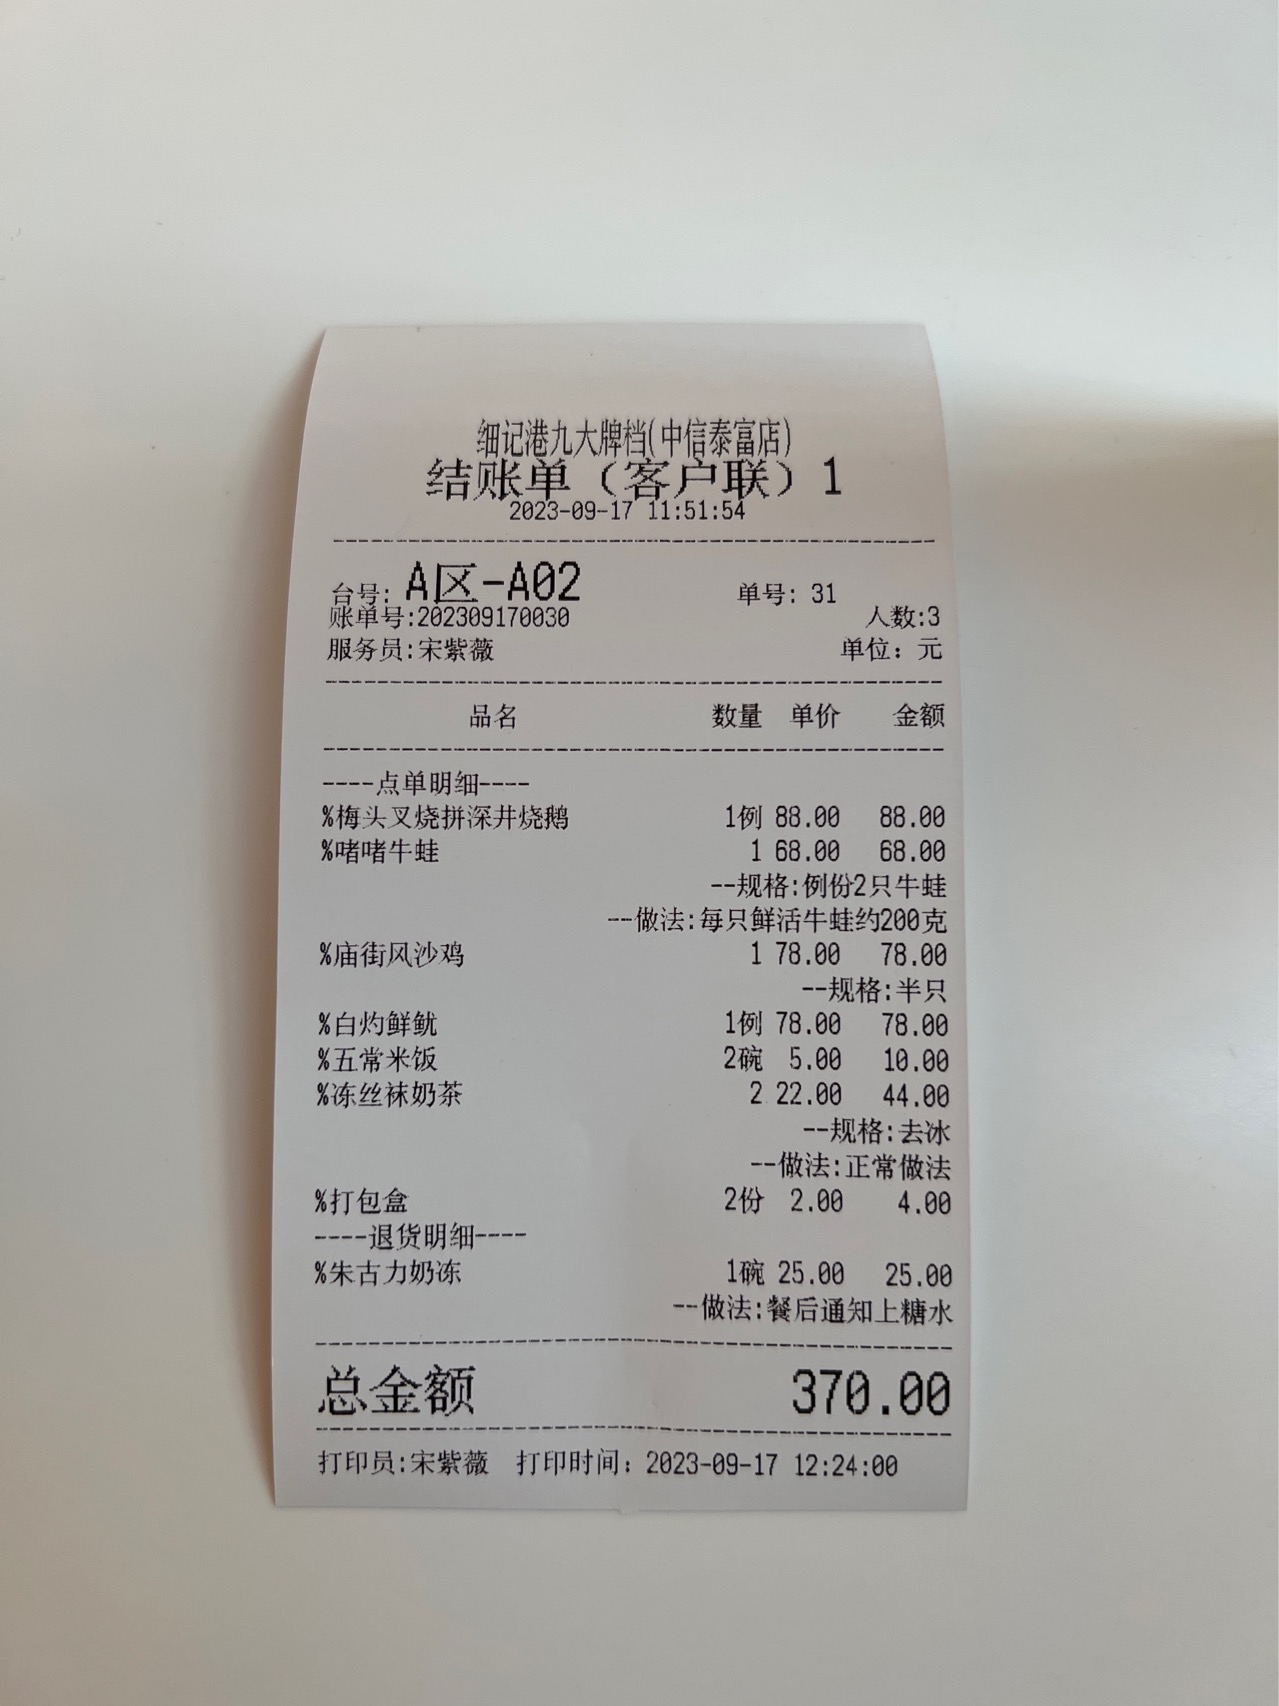 细记港九大牌档(中信泰富店)
结账单（客户联）1
2023-09-17 11:51:54
台号: A区-A02 单号: 31
账单号:202309170030 人数:3
服务员:宋紫薇 单位: 元
品名 数量 单价 金额
----点单明细----
%梅头叉烧拼深井烧鹅 1例 88.00 88.00
%啫啫牛蛙 1 68.00 68.00
--规格:例份2只牛蛙
--做法:每只鲜活牛蛙约200克
%庙街风沙鸡 1 78.00 78.00
--规格:半只
%白灼鲜鱿 1例 78.00 78.00
%五常米饭 2碗 5.00 10.00
%冻丝袜奶茶 2 22.00 44.00
--规格:去冰
--做法:正常做法
%打包盒 2份 2.00 4.00
----退货明细----
%朱古力奶冻 1碗 25.00 25.00
--做法:餐后通知上糖水
总金额 370.00
打印员:宋紫薇 打印时间: 2023-09-17 12:24:00